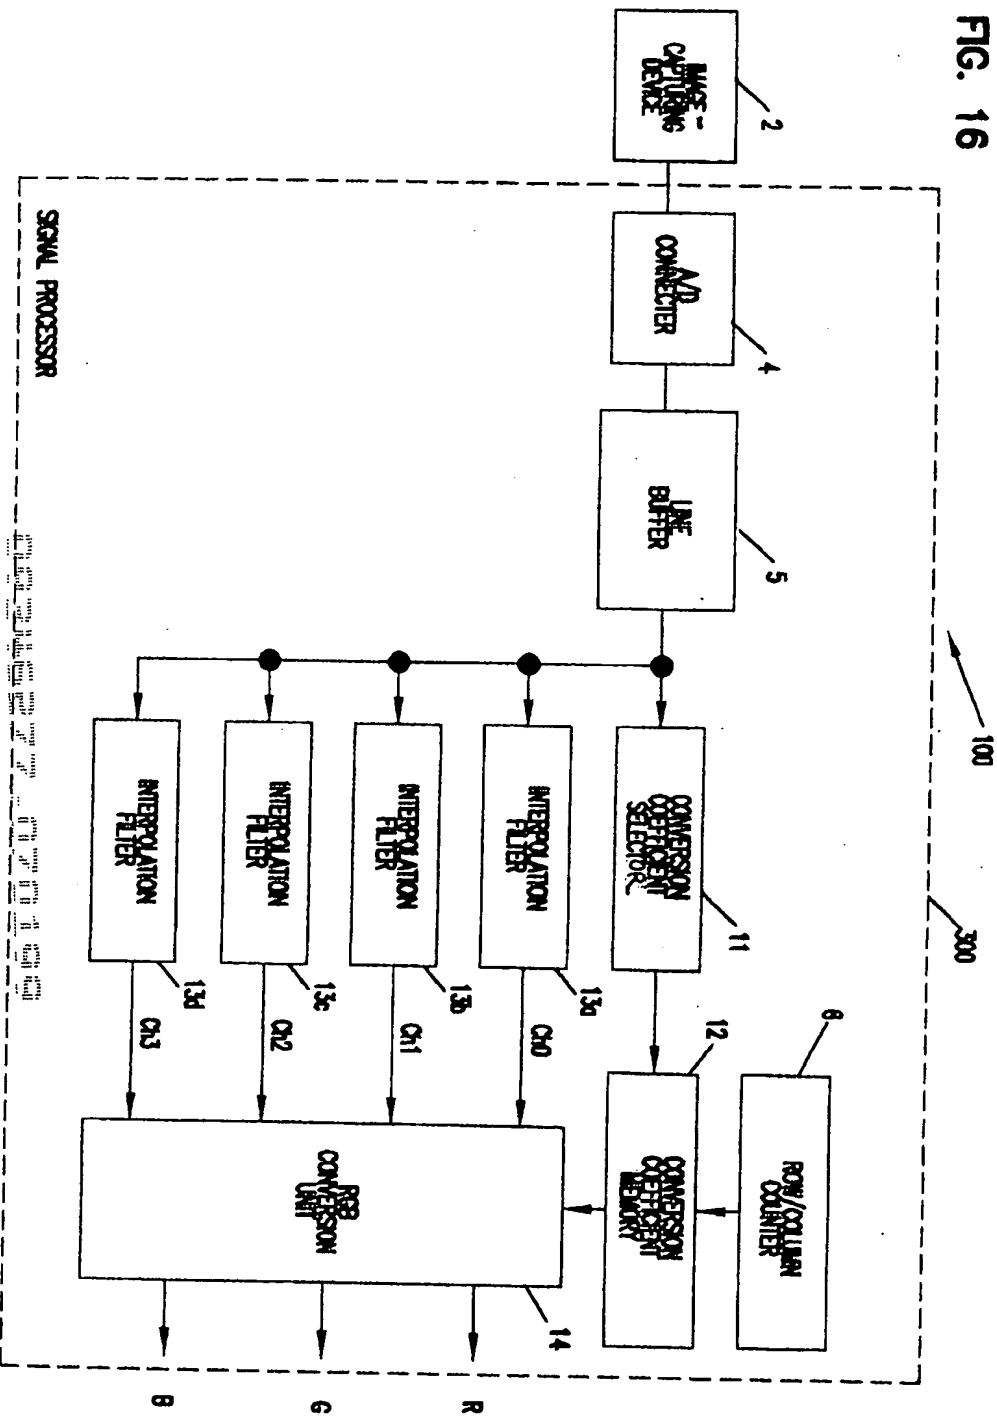 FIG. 16
100
300
2
IMAGE-
CAPTURING
DEVICE
4
A/D
CONNECTER
5
LINE
BUFFER
11
CONVERSION
COEFFICIENT
SELECTOR
6
ROW/COLUMN
COUNTER
12
CONVERSION
COEFFICIENT
MEMORY
INTERPOLATION
FILTER
13a
Ch0
INTERPOLATION
FILTER
13b
Ch1
INTERPOLATION
FILTER
13c
Ch2
INTERPOLATION
FILTER
13d
Ch3
RGB
CONVERSION
UNIT
14
R
G
B
SIGNAL PROCESSOR